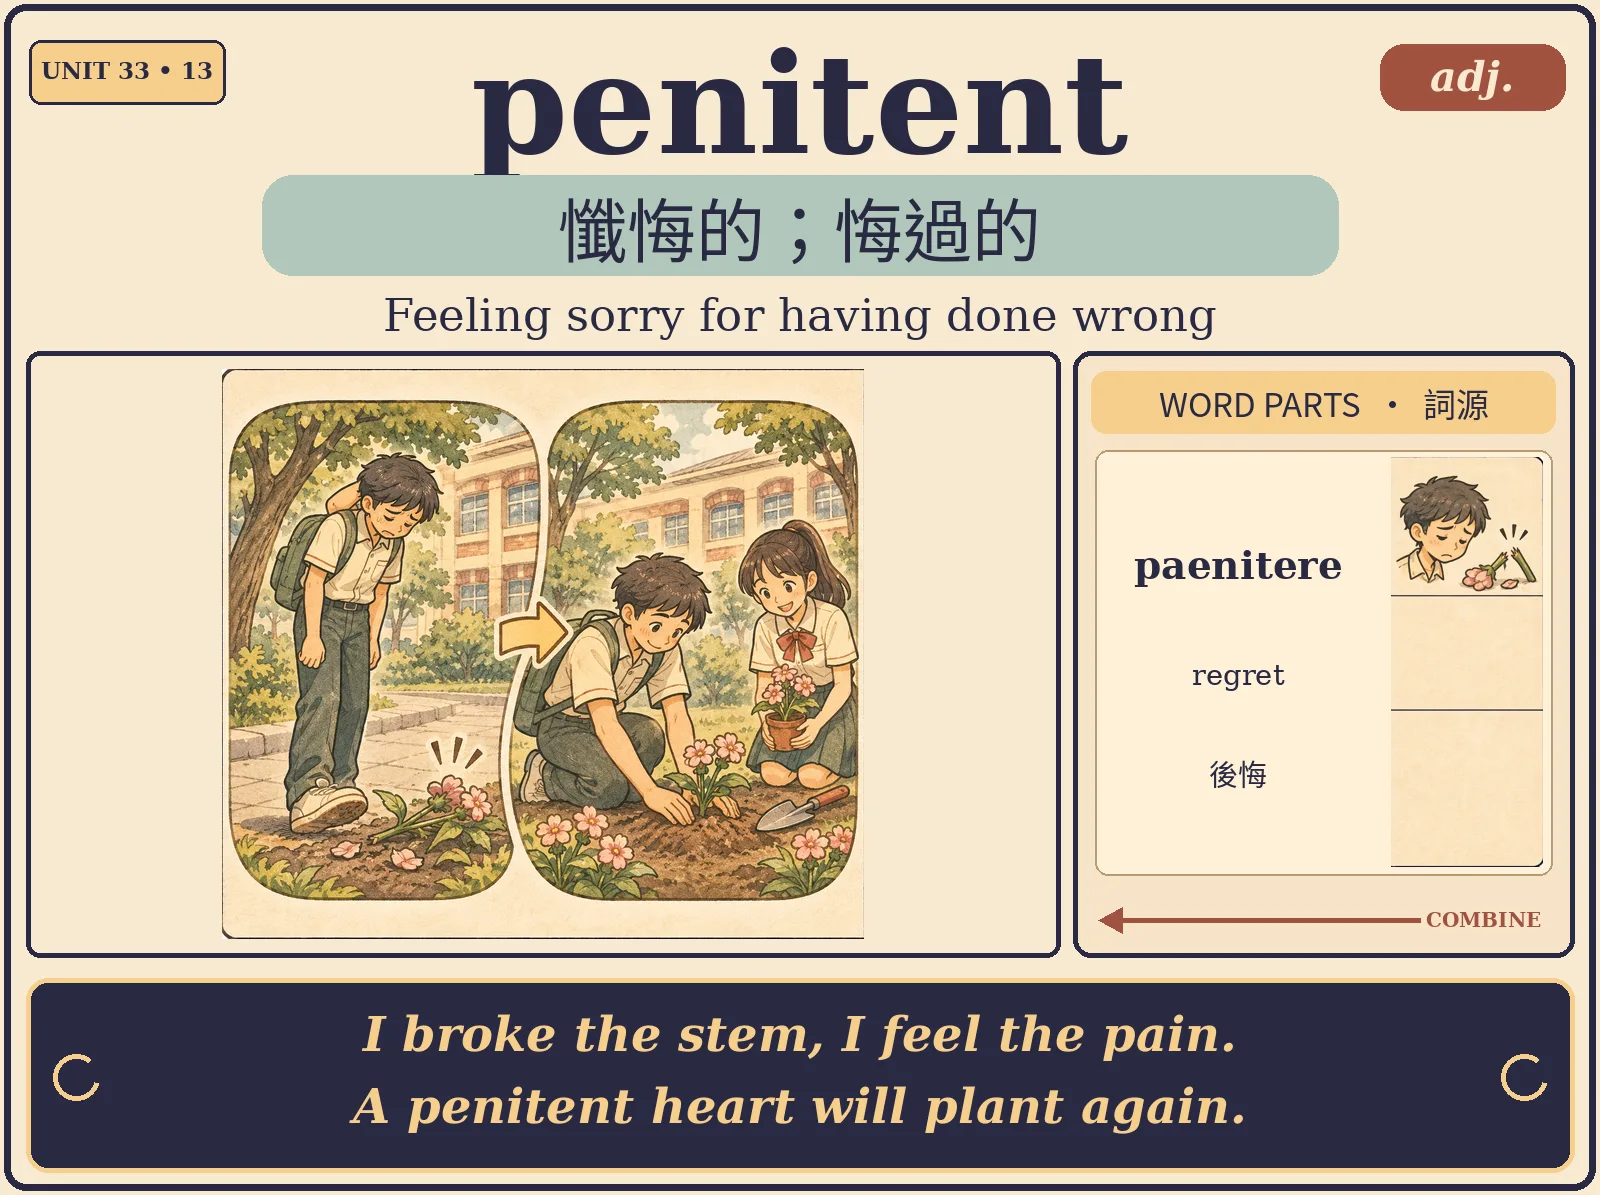 UNIT 33 • 13
penitent
adj.
懺悔的；悔過的
Feeling sorry for having done wrong
WORD PARTS • 詞源
paenitere
regret
後悔
COMBINE
I broke the stem, I feel the pain.
A penitent heart will plant again.